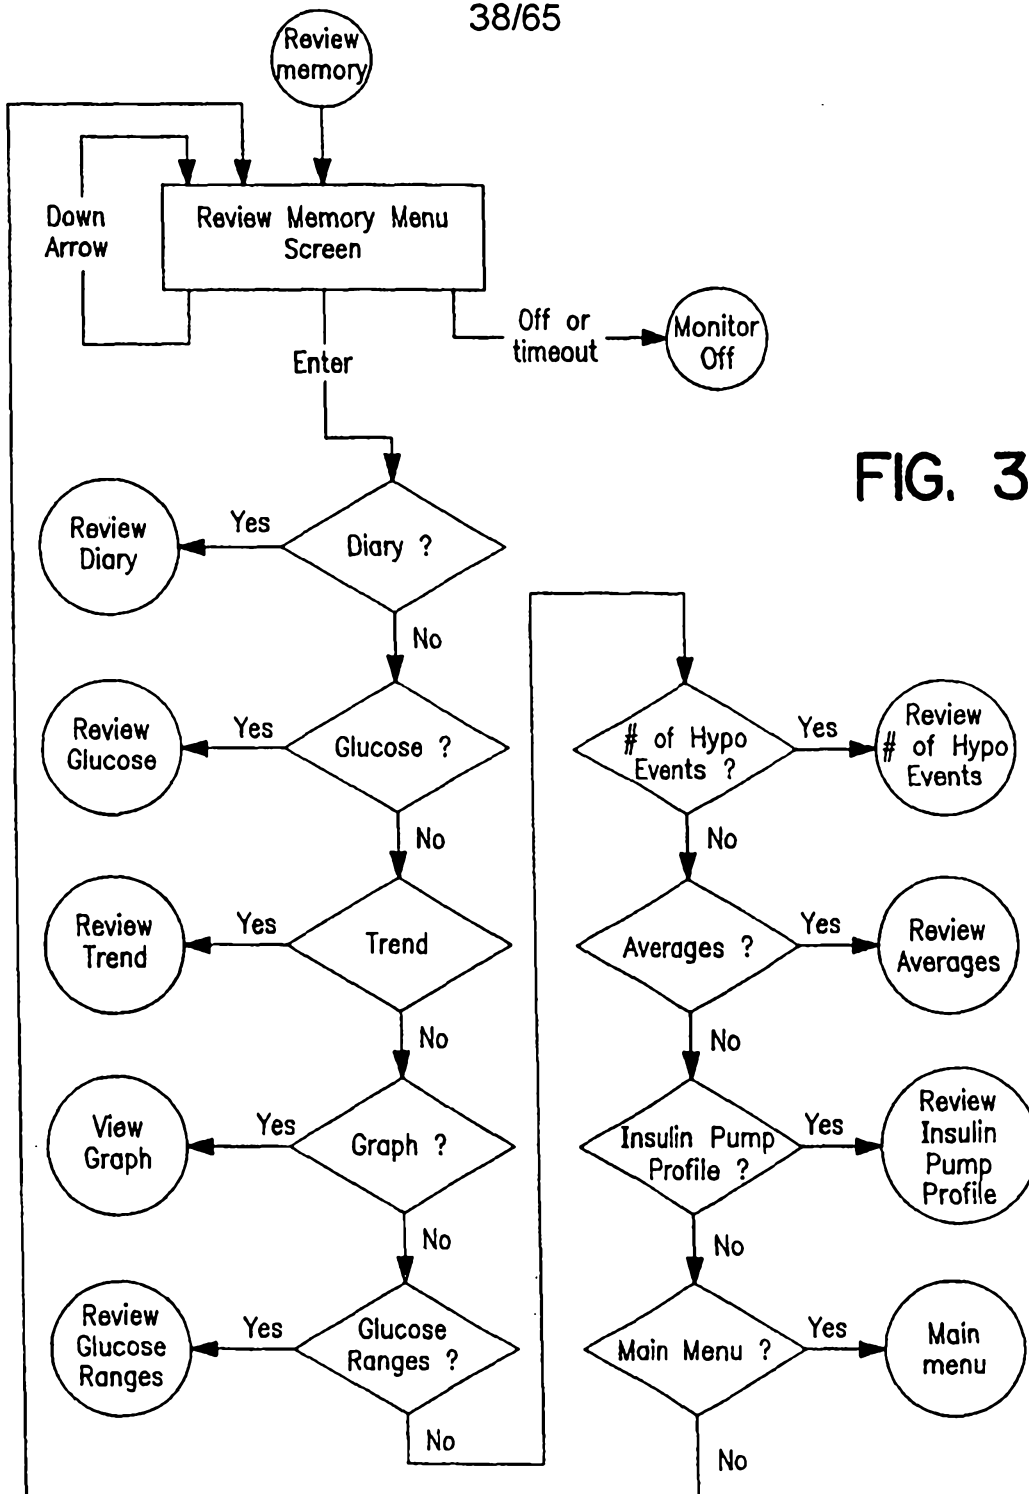 38/65
Review
memory
Down
Arrow
Review Memory Menu
Screen
Off or
timeout
Monitor
Off
Enter
FIG. 3
Review
Diary
Yes
Diary ?
No
Review
Glucose
Yes
Glucose ?
No
Review
Trend
Yes
Trend
No
View
Graph
Yes
Graph ?
No
Review
Glucose
Ranges
Yes
Glucose
Ranges ?
No
# of Hypo
Events ?
Yes
Review
# of Hypo
Events
No
Averages ?
Yes
Review
Averages
No
Insulin Pump
Profile ?
Yes
Review
Insulin
Pump
Profile
No
Main Menu ?
Yes
Main
menu
No